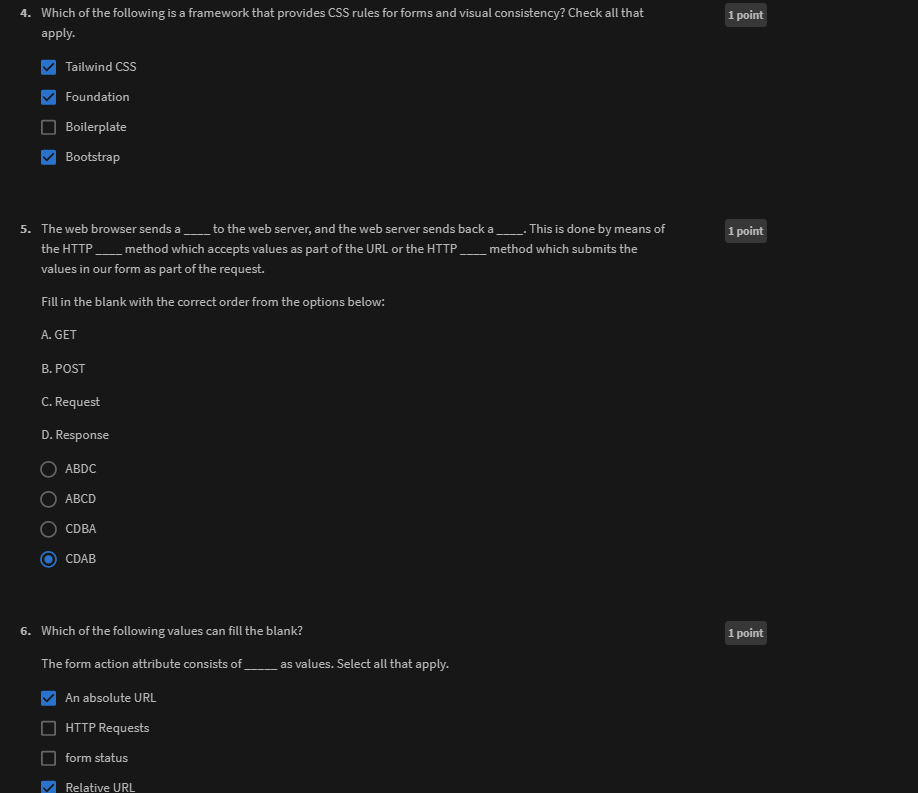 4. Which of the following is a framework that provides CSS rules for forms and visual consistency? Check all that
apply.
1 point
Tailwind CSS
Foundation
Boilerplate
Bootstrap
5. The web browser sends a ____ to the web server, and the web server sends back a ____. This is done by means of
the HTTP ____ method which accepts values as part of the URL or the HTTP ____ method which submits the
values in our form as part of the request.
1 point
Fill in the blank with the correct order from the options below:
A. GET
B. POST
C. Request
D. Response
ABDC
ABCD
CDBA
CDAB
6. Which of the following values can fill the blank?
1 point
The form action attribute consists of _____ as values. Select all that apply.
An absolute URL
HTTP Requests
form status
Relative URL